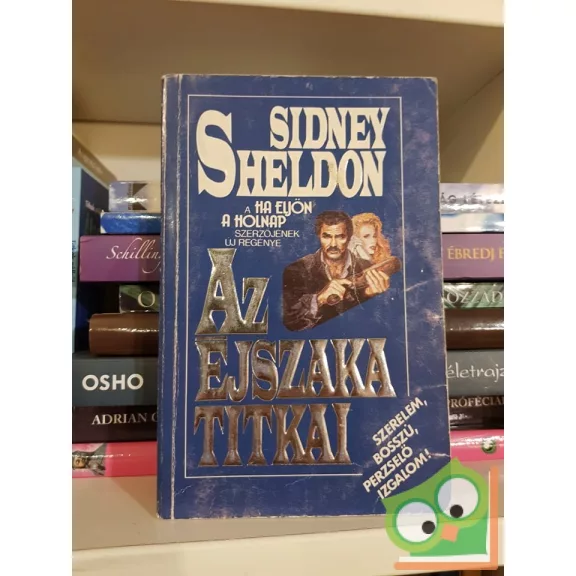 SIDNEY
SHELDON
A HA ELJÖN
A HOLNAP
SZERZŐJÉNEK
ÚJ REGÉNYE
AZ
ÉJSZAKA
TITKAI
SZERELEM,
BOSSZÚ,
PERZSELŐ
IZGALOM!
Schilling
OSHO
ADRIAN
ÉBREDJ
életrajz
PRÓFÉCIA